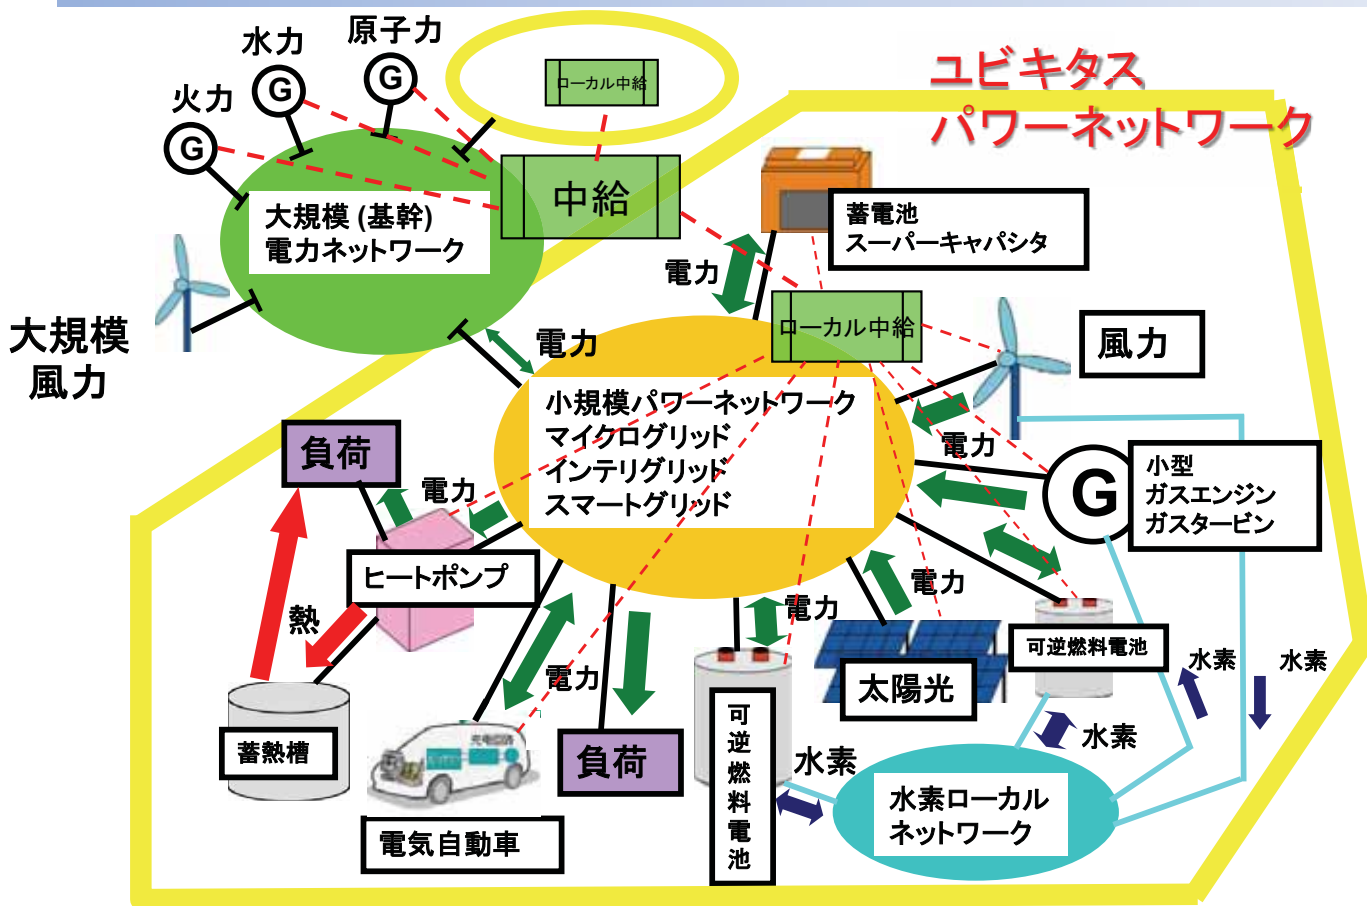 ユビキタス
パワーネットワーク
原子力
水力
火力
G
G
G
ローカル中給
中給
大規模 (基幹)
電力ネットワーク
大規模
風力
蓄電池
スーパーキャパシタ
電力
ローカル中給
風力
電力
小規模パワーネットワーク
マイクログリッド
インテリグリッド
スマートグリッド
電力
G
小型
ガスエンジン
ガスタービン
負荷
電力
ヒートポンプ
熱
蓄熱槽
電力
電力
電力
負荷
電気自動車
可逆燃料電池
太陽光
可逆燃料電池
水素
水素
水素
水素
水素ローカル
ネットワーク